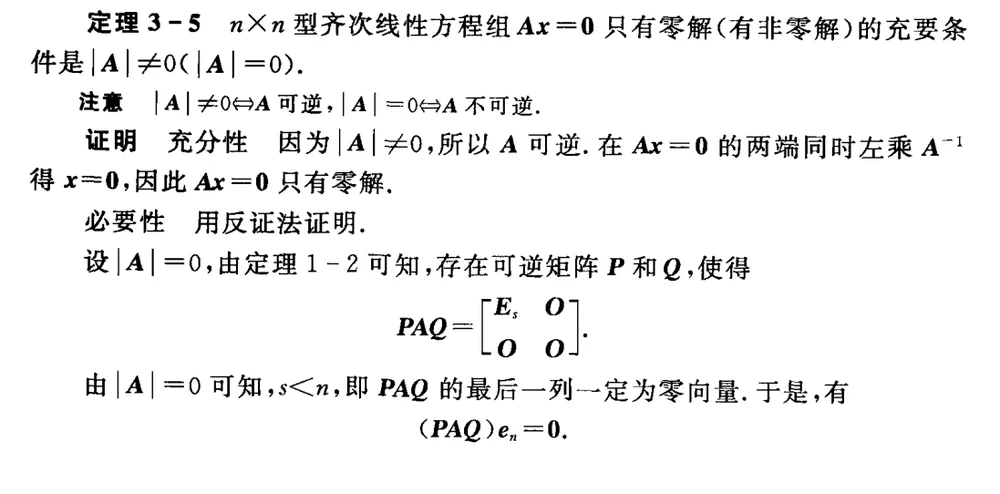 定理 3-5 n×n 型齐次线性方程组 Ax=0 只有零解(有非零解)的充要条
件是|A|≠0(|A|=0).
注意 |A|≠0⇔A 可逆,|A|=0⇔A 不可逆.
证明 充分性 因为|A|≠0,所以 A 可逆.在 Ax=0 的两端同时左乘 A⁻¹
得 x=0,因此 Ax=0 只有零解.
必要性 用反证法证明.
设|A|=0,由定理 1-2 可知,存在可逆矩阵 P 和 Q,使得
PAQ=[Eₛ O
O O].
由|A|=0 可知,s<n,即 PAQ 的最后一列一定为零向量.于是,有
(PAQ)eₙ=0.